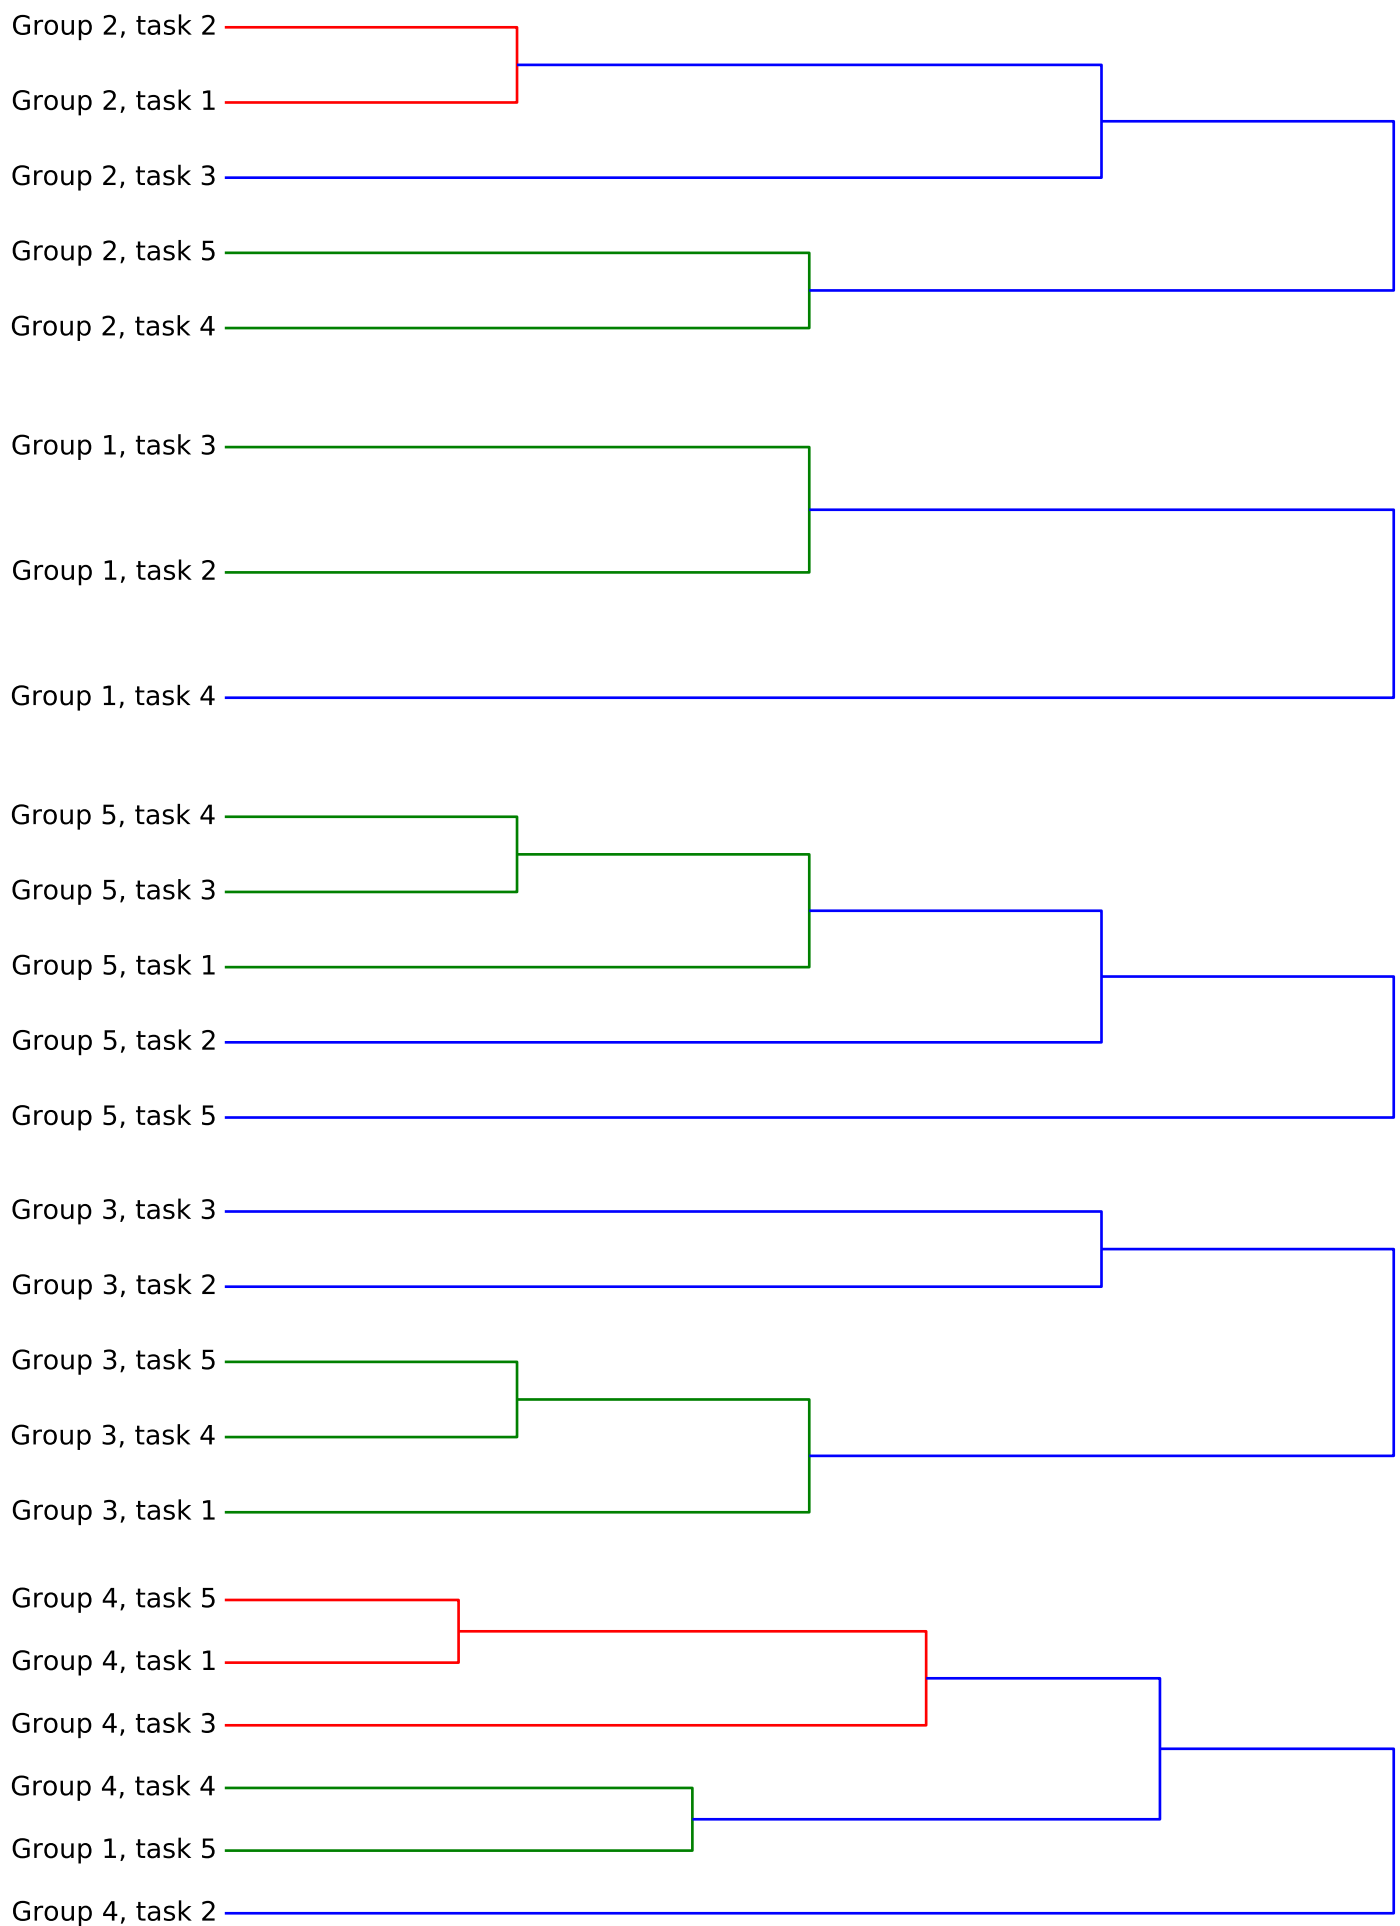 Group 2, task 2
Group 2, task 1
Group 2, task 3
Group 2, task 5
Group 2, task 4
Group 1, task 3
Group 1, task 2
Group 1, task 4
Group 5, task 4
Group 5, task 3
Group 5, task 1
Group 5, task 2
Group 5, task 5
Group 3, task 3
Group 3, task 2
Group 3, task 5
Group 3, task 4
Group 3, task 1
Group 4, task 5
Group 4, task 1
Group 4, task 3
Group 4, task 4
Group 1, task 5
Group 4, task 2